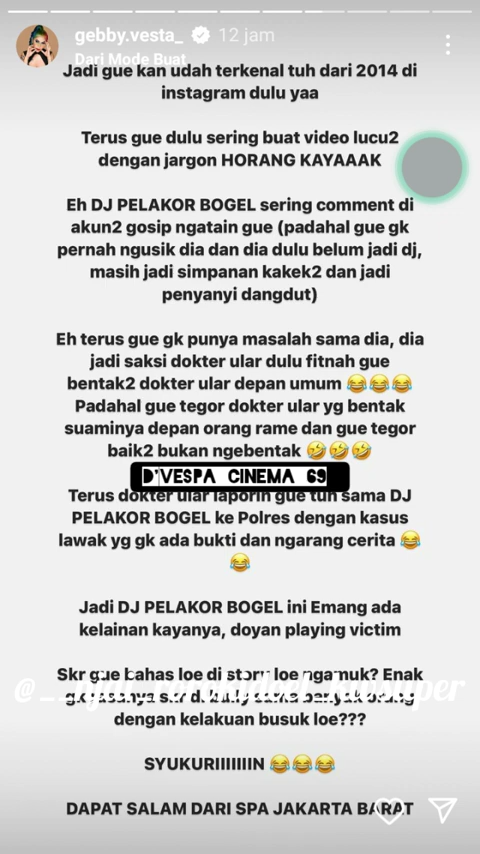 gebby.vesta_ 12 jam
Dari Mode Buat
Jadi gue kan udah terkenal tuh dari 2014 di
instagram dulu yaa
Terus gue dulu sering buat video lucu2
dengan jargon HORANG KAYAAAK
Eh DJ PELAKOR BOGEL sering comment di
akun2 gosip ngatain gue (padahal gue gk
pernah ngusik dia dan dia dulu belum jadi dj,
masih jadi simpanan kakek2 dan jadi
penyanyi dangdut)
Eh terus gue gk punya masalah sama dia, dia
jadi saksi dokter ular dulu fitnah gue
bentak2 dokter ular depan umum 😂😂😂
Padahal gue tegor dokter ular yg bentak
suaminya depan orang rame dan gue tegor
baik2 bukan ngebentak 🤣🤣🤣
D'VESPA CINEMA 69
Terus dokter ular laporin gue tuh sama DJ
PELAKOR BOGEL ke Polres dengan kasus
lawak yg gk ada bukti dan ngarang cerita 😂
😂
Jadi DJ PELAKOR BOGEL ini Emang ada
kelainan kayanya, doyan playing victim
Skr gue bahas loe di story loe ngamuk? Enak
dengan kelakuan busuk loe???
SYUKURIIIIIIIN 😂😂😂
DAPAT SALAM DARI SPA JAKARTA BARAT